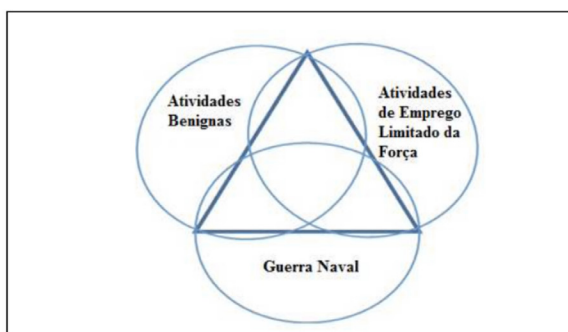 Atividades
Benignas
Atividades
de Emprego
Limitado da
Força
Guerra Naval